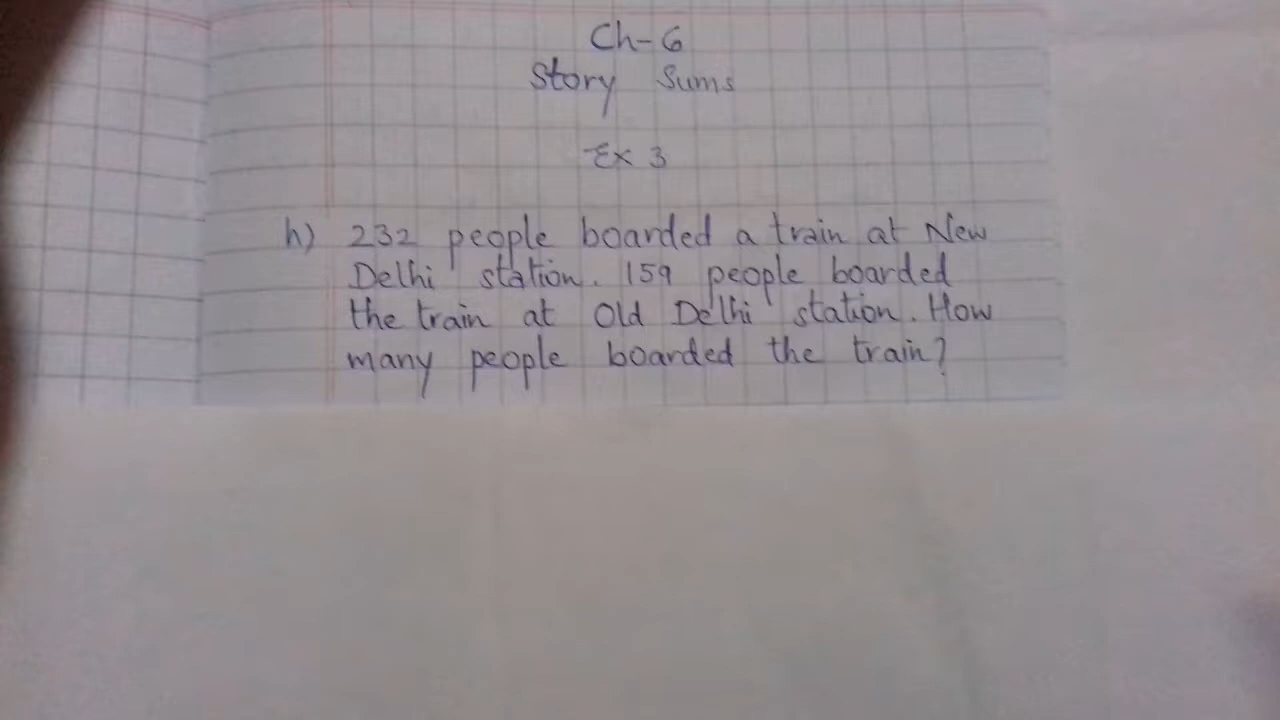 Ch-6
Story Sums
Ex 3
h) 232 people boarded a train at New
Delhi station. 159 people boarded
the train at Old Delhi station. How
many people boarded the train?